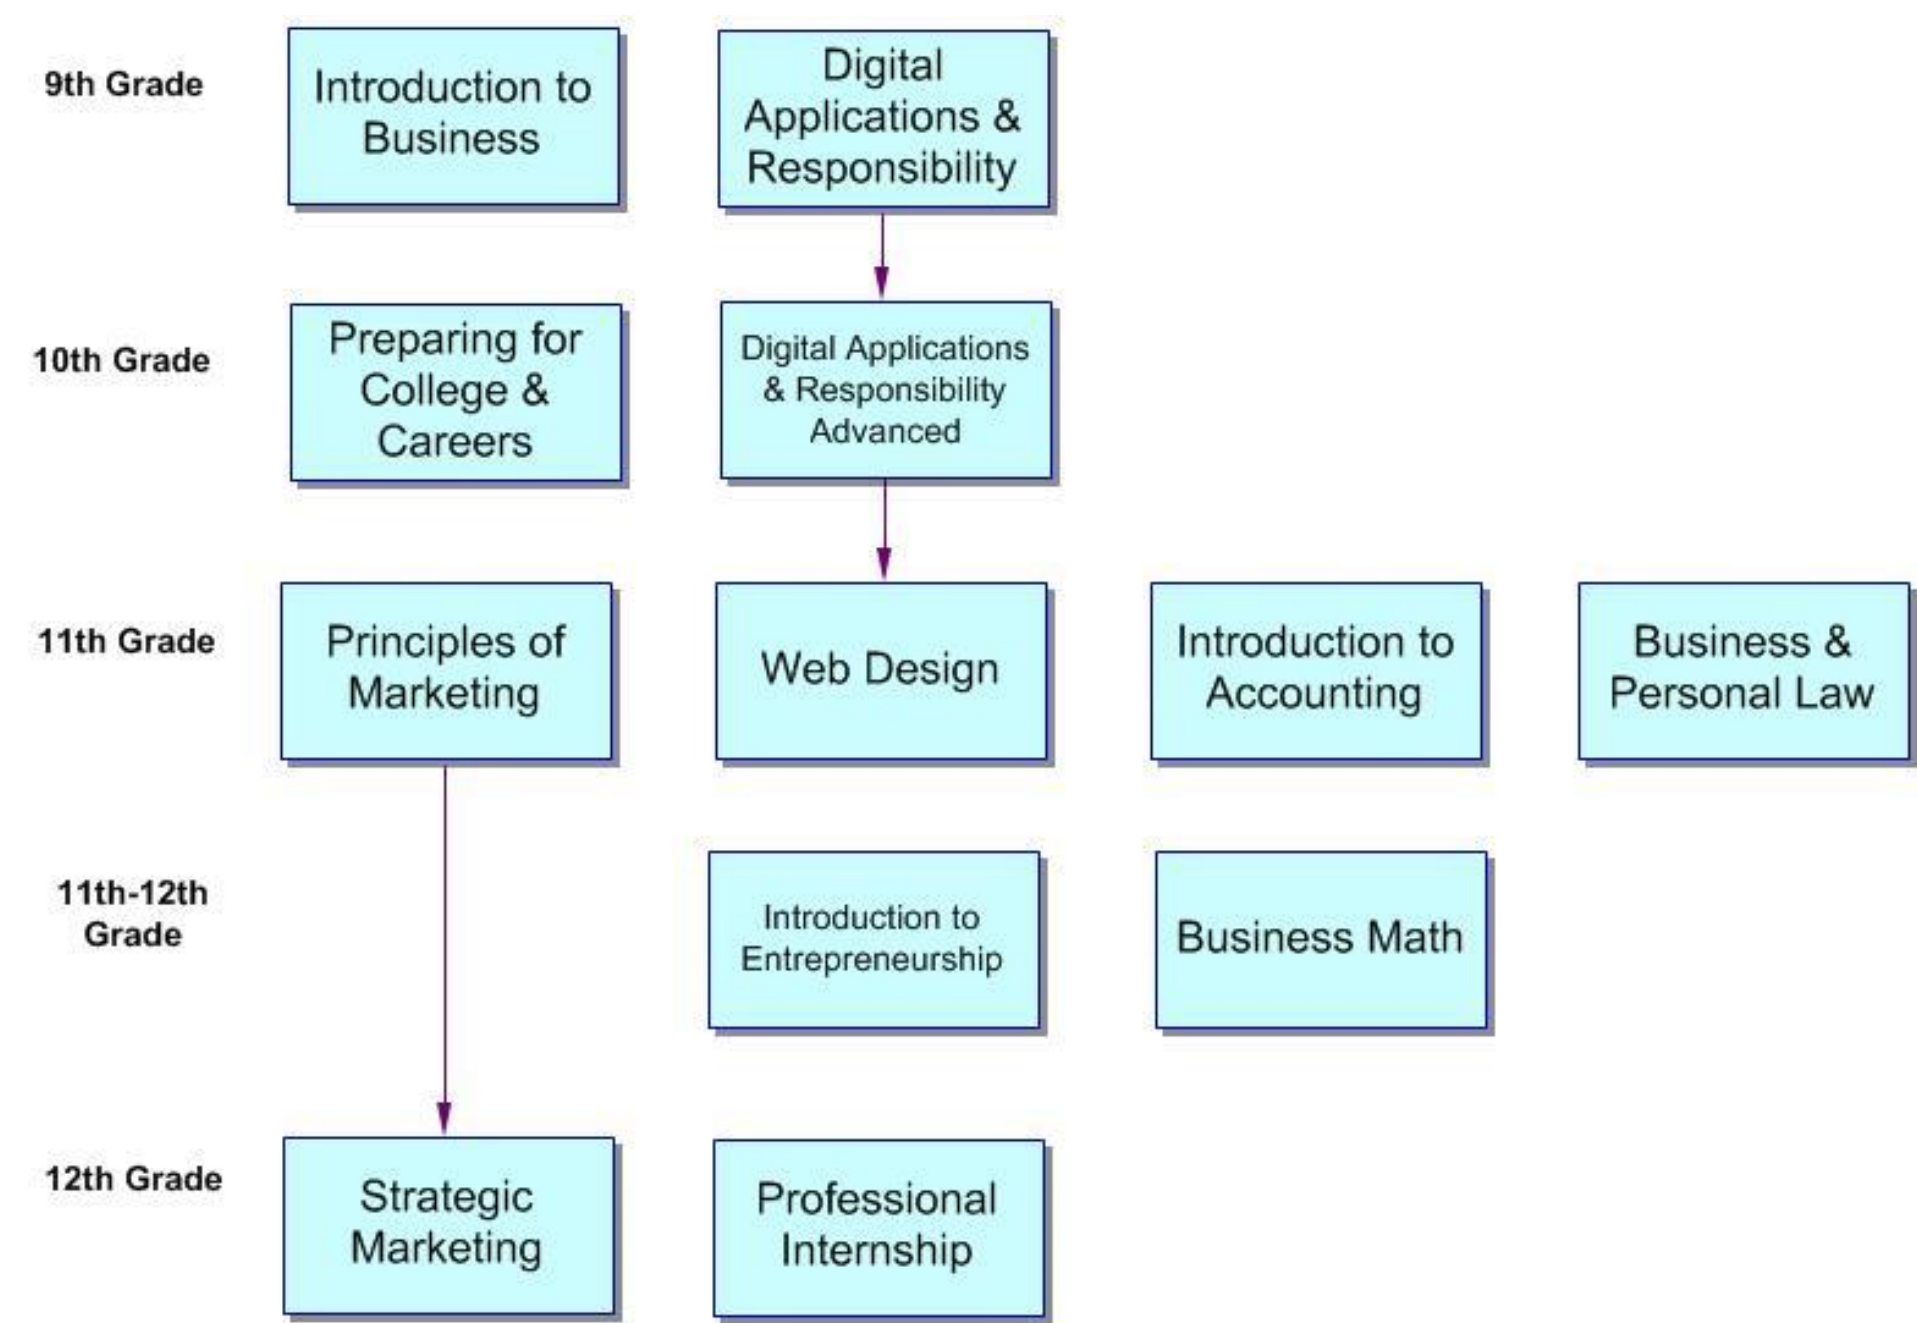 9th Grade
Introduction to
Business
Digital
Applications &
Responsibility
10th Grade
Preparing for
College &
Careers
Digital Applications
& Responsibility
Advanced
11th Grade
Principles of
Marketing
Web Design
Introduction to
Accounting
Business &
Personal Law
11th-12th
Grade
Introduction to
Entrepreneurship
Business Math
12th Grade
Strategic
Marketing
Professional
Internship